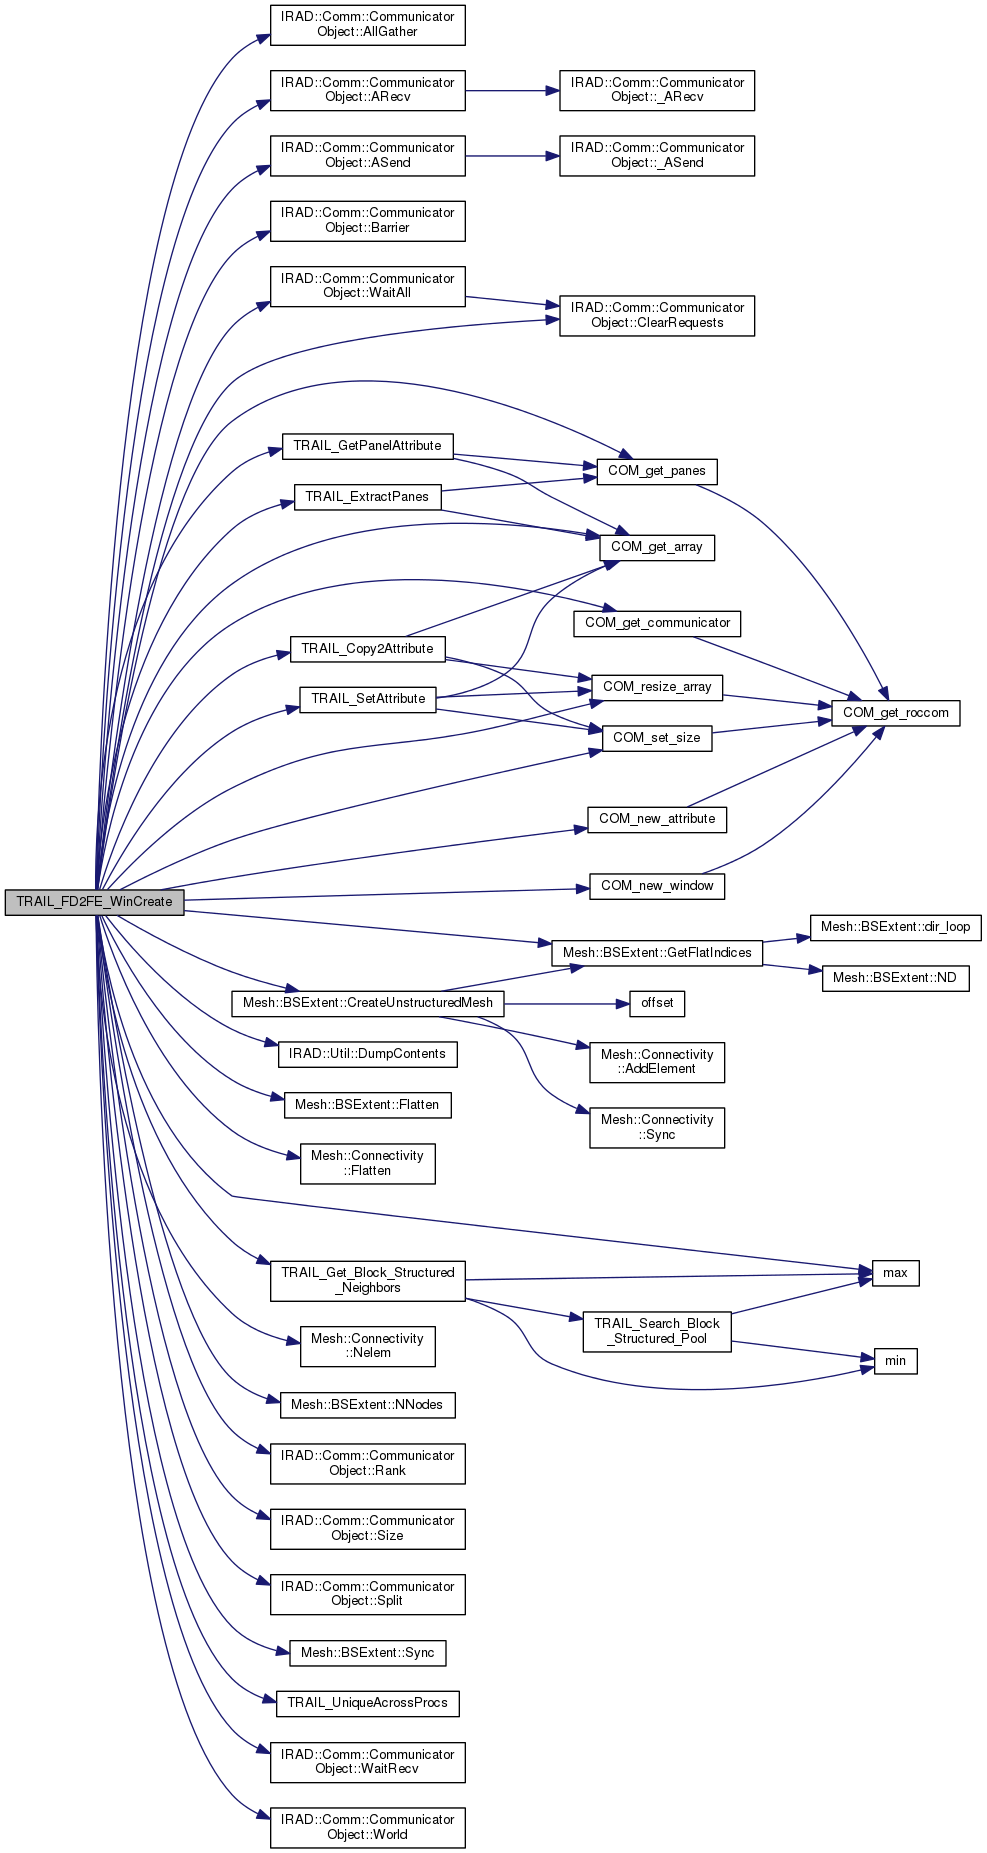 IRAD::Comm::Communicator
Object::AllGather
IRAD::Comm::Communicator
Object::ARecv
IRAD::Comm::Communicator
Object::_ARecv
IRAD::Comm::Communicator
Object::ASend
IRAD::Comm::Communicator
Object::_ASend
IRAD::Comm::Communicator
Object::Barrier
IRAD::Comm::Communicator
Object::WaitAll
IRAD::Comm::Communicator
Object::ClearRequests
TRAIL_GetPanelAttribute
COM_get_panes
TRAIL_ExtractPanes
COM_get_array
COM_get_communicator
TRAIL_Copy2Attribute
COM_resize_array
TRAIL_SetAttribute
COM_get_roccom
COM_set_size
COM_new_attribute
COM_new_window
TRAIL_FD2FE_WinCreate
Mesh::BSExtent::dir_loop
Mesh::BSExtent::GetFlatIndices
Mesh::BSExtent::ND
Mesh::BSExtent::CreateUnstructuredMesh
offset
IRAD::Util::DumpContents
Mesh::Connectivity
::AddElement
Mesh::BSExtent::Flatten
Mesh::Connectivity
::Sync
Mesh::Connectivity
::Flatten
TRAIL_Get_Block_Structured
_Neighbors
max
TRAIL_Search_Block
_Structured_Pool
Mesh::Connectivity
::Nelem
min
Mesh::BSExtent::NNodes
IRAD::Comm::Communicator
Object::Rank
IRAD::Comm::Communicator
Object::Size
IRAD::Comm::Communicator
Object::Split
Mesh::BSExtent::Sync
TRAIL_UniqueAcrossProcs
IRAD::Comm::Communicator
Object::WaitRecv
IRAD::Comm::Communicator
Object::World